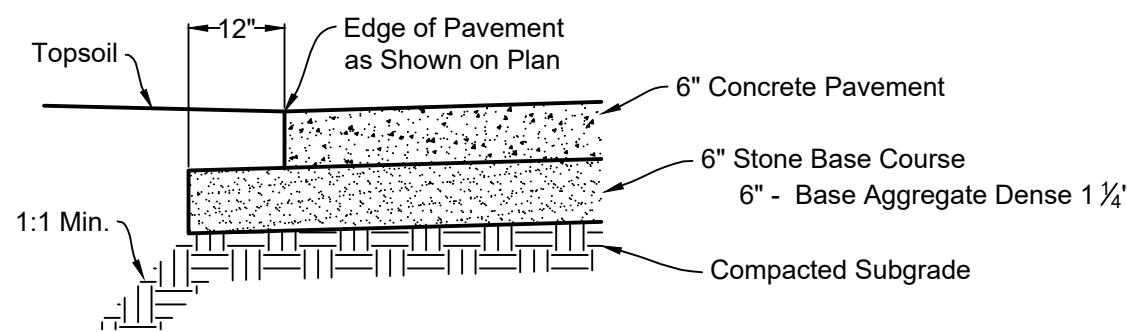 12"
Edge of Pavement
as Shown on Plan
Topsoil
6" Concrete Pavement
6" Stone Base Course
6" - Base Aggregate Dense 1 ¼'
1:1 Min.
Compacted Subgrade